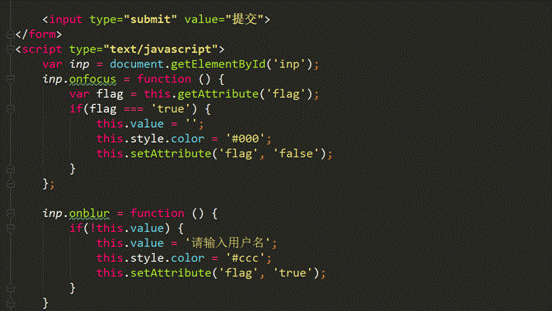 <input type="submit" value="提交">
</form>
<script type="text/javascript">
var inp = document.getElementById('inp');
inp.onfocus = function () {
var flag = this.getAttribute('flag');
if(flag === 'true') {
this.value = '';
this.style.color = '#000';
this.setAttribute('flag', 'false');
}
};
inp.onblur = function () {
if(!this.value) {
this.value = '请输入用户名';
this.style.color = '#ccc';
this.setAttribute('flag', 'true');
}
}